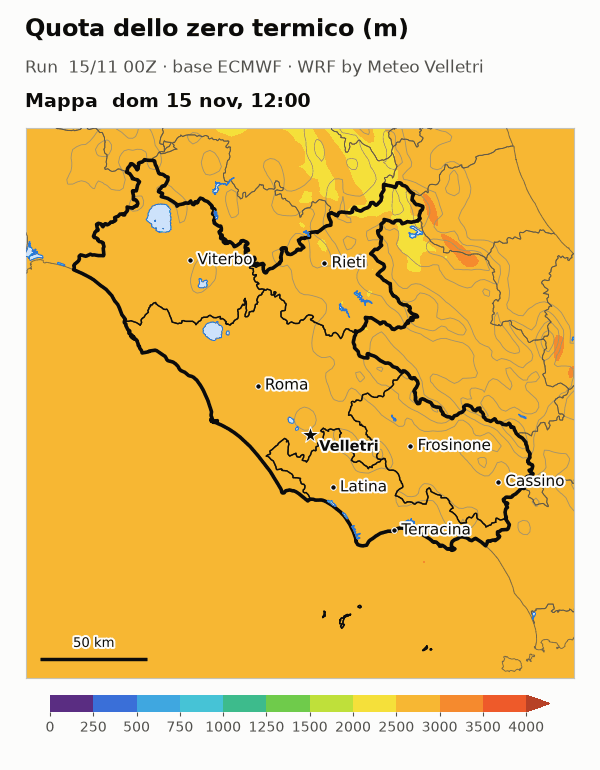 Quota dello zero termico (m)
Run  15/11 00Z · base ECMWF · WRF by Meteo Velletri
Mappa  dom 15 nov, 12:00
Viterbo
Rieti
Roma
Velletri
Frosinone
Cassino
Latina
Terracina
50 km
0 250 500 750 1000 1250 1500 2000 2500 3000 3500 4000